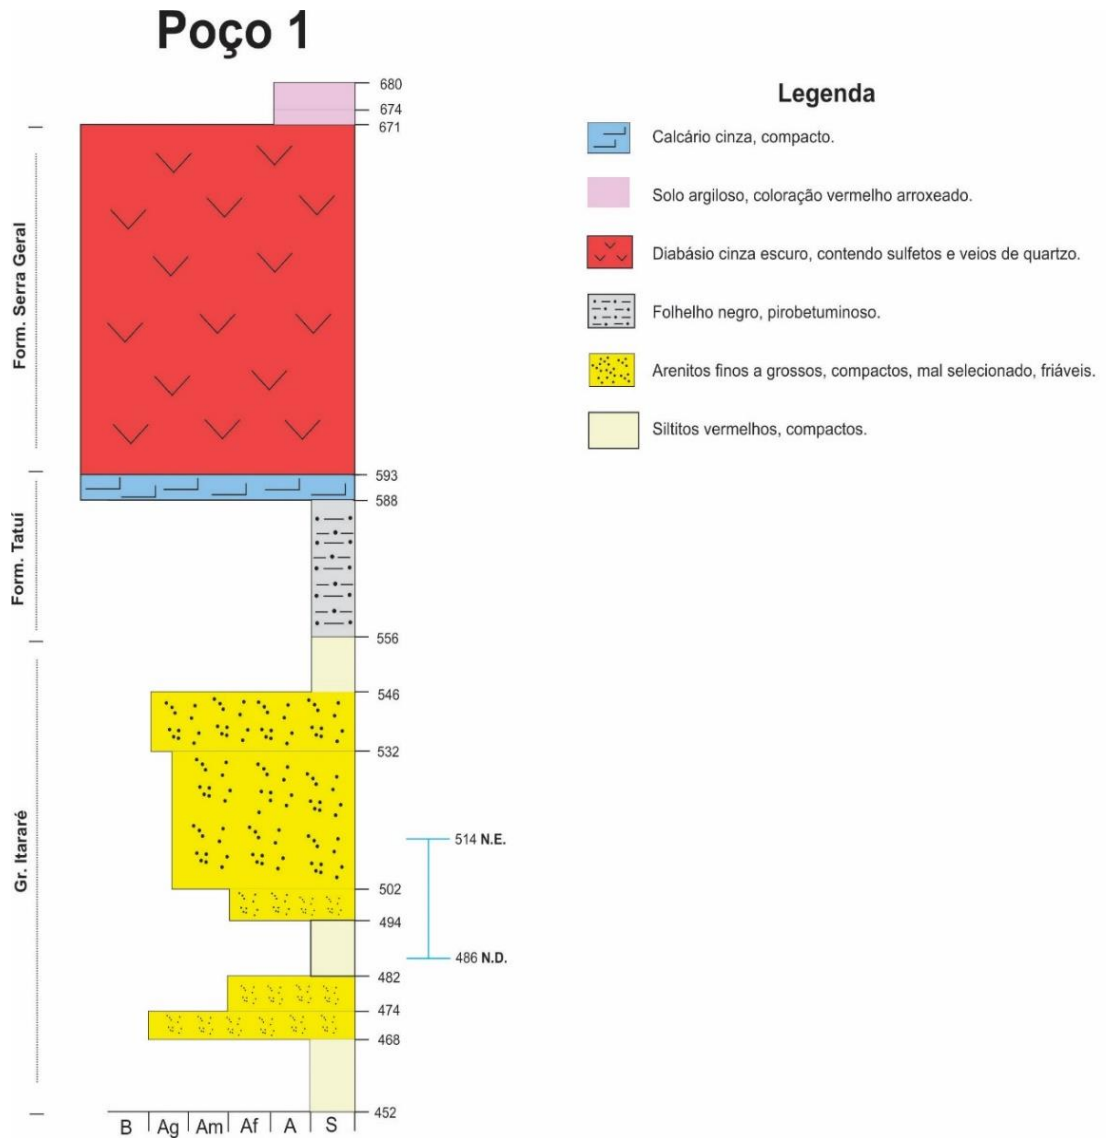 Poço 1
680
674
671
Form. Serra Geral
593
588
Form. Tatuí
556
546
532
514 N.E.
Gr. Itararé
502
494
486 N.D.
482
474
468
452
B Ag Am Af A S
Legenda
Calcário cinza, compacto.
Solo argiloso, coloração vermelho arroxeado.
Diabásio cinza escuro, contendo sulfetos e veios de quartzo.
Folhelho negro, pirobetuminoso.
Arenitos finos a grossos, compactos, mal selecionado, friáveis.
Siltitos vermelhos, compactos.